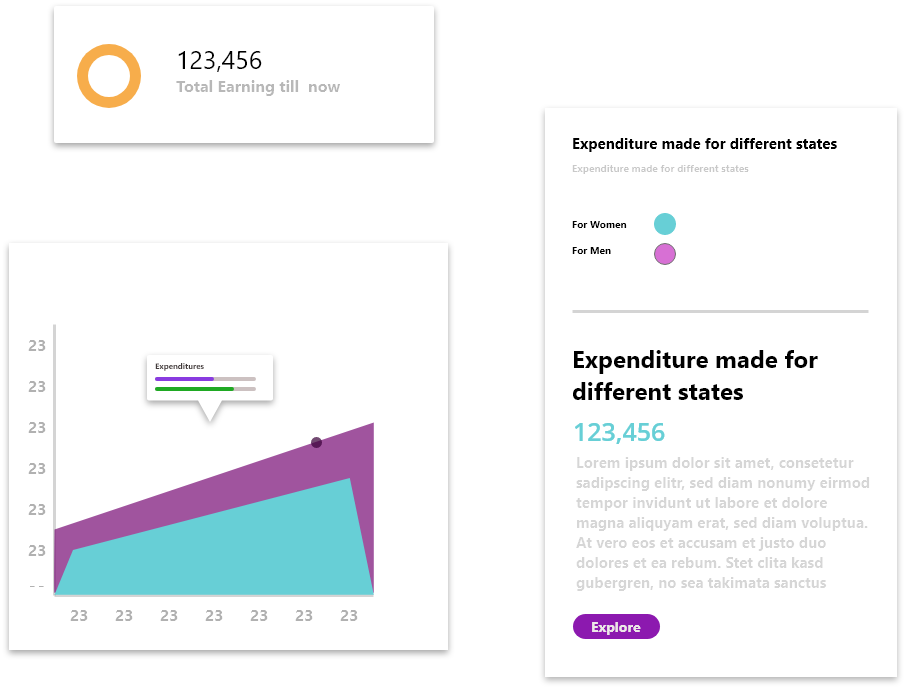 123,456
Total Earning till  now
Expenditure made for different states
Expenditure made for different states
For Women
For Men
Expenditure made for
different states
123,456
Lorem ipsum dolor sit amet, consetetur
sadipscing elitr, sed diam nonumy eirmod
tempor invidunt ut labore et dolore
magna aliquyam erat, sed diam voluptua.
At vero eos et accusam et justo duo
dolores et ea rebum. Stet clita kasd
gubergren, no sea takimata sanctus
Explore
Expenditures
23
23
23
23
23
23
23 23 23 23 23 23 23